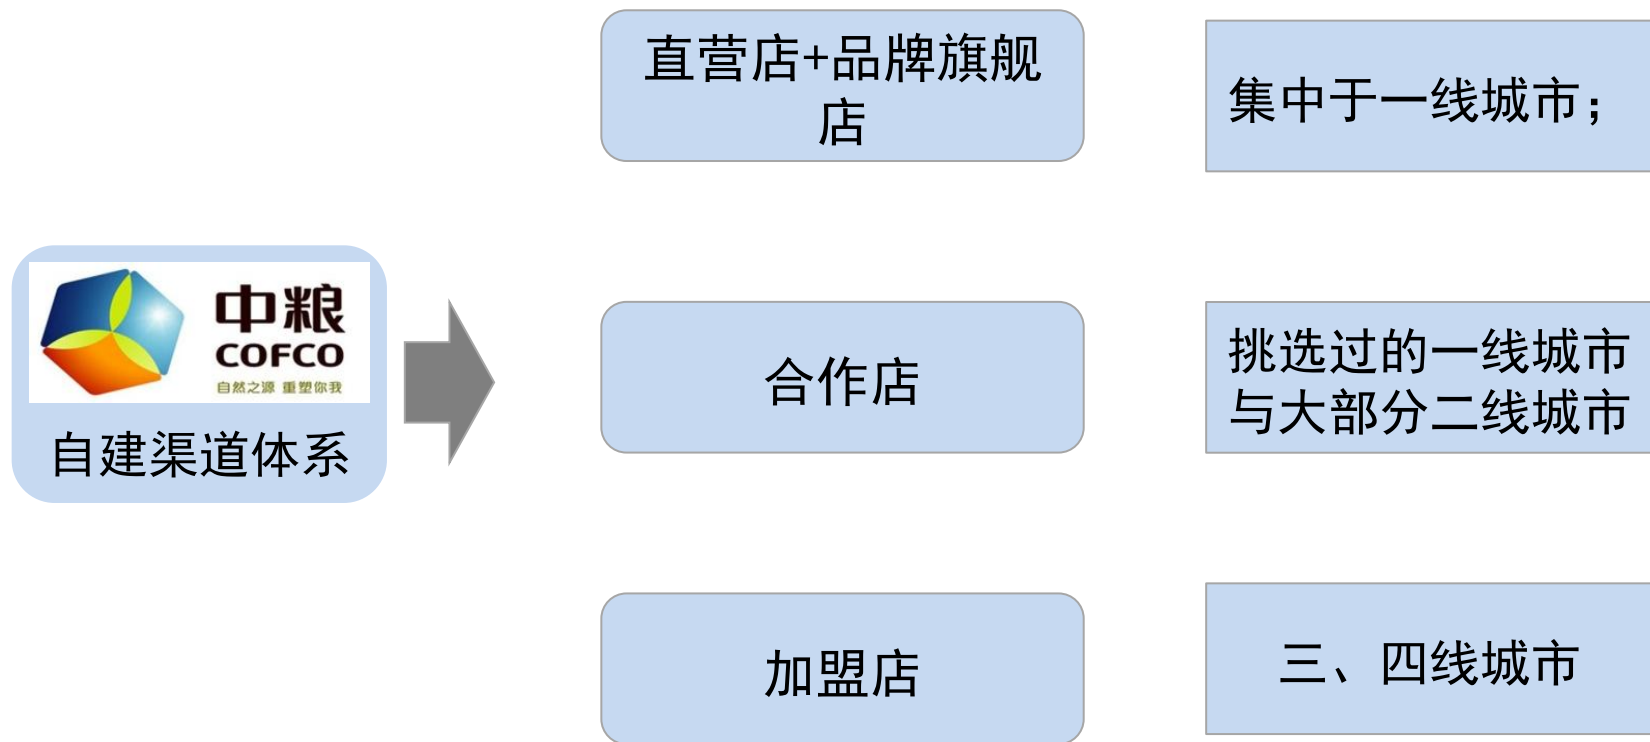 直营店+品牌旗舰
店
集中于一线城市；
中粮
COFCO
自然之源 重塑你我
自建渠道体系
合作店
挑选过的一线城市
与大部分二线城市
加盟店
三、四线城市